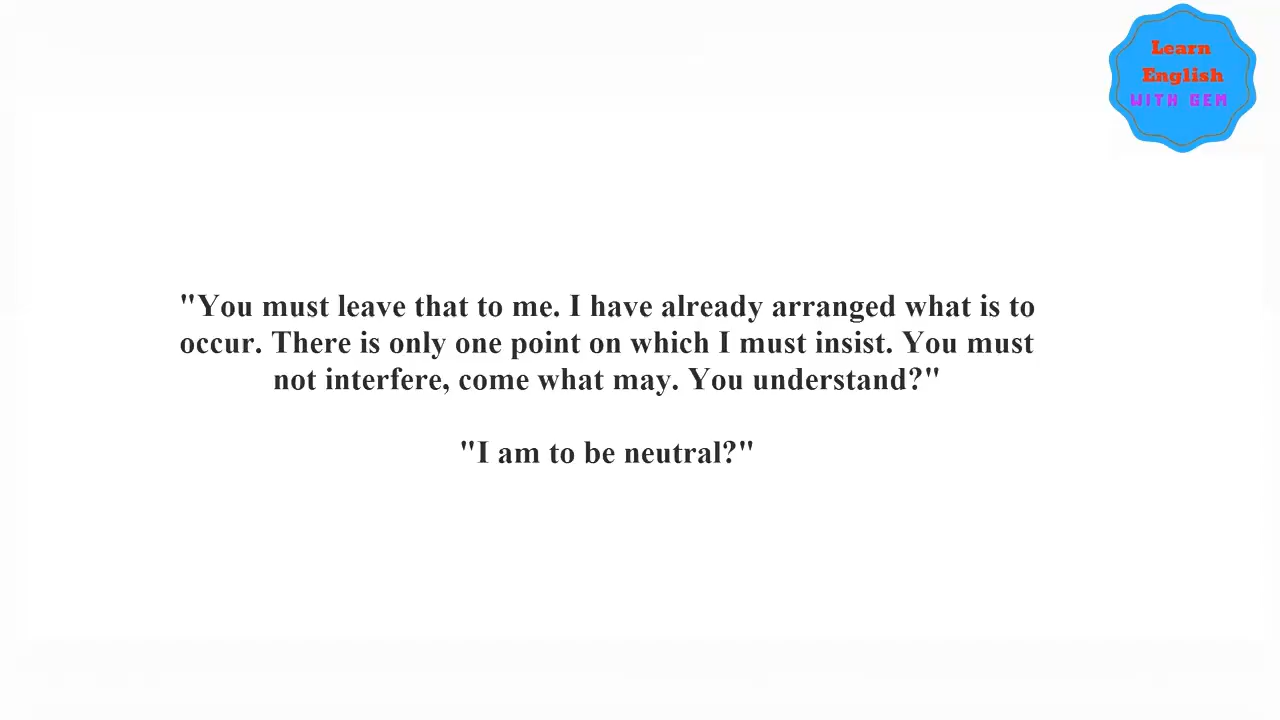 Learn
English
WITH GEM
"You must leave that to me. I have already arranged what is to
occur. There is only one point on which I must insist. You must
not interfere, come what may. You understand?"
"I am to be neutral?"